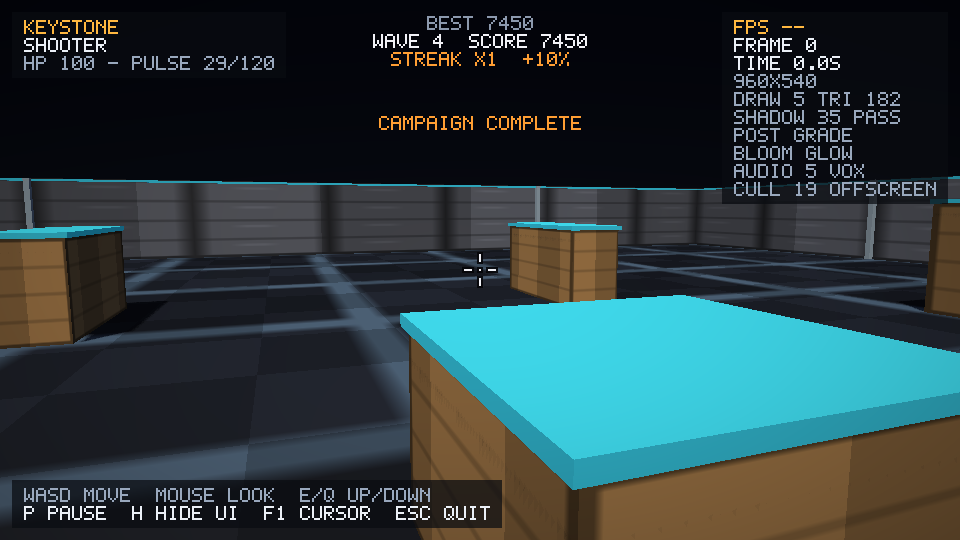 KEYSTONE
SHOOTER
HP 100 - PULSE 29/120
BEST 7450
WAVE 4 SCORE 7450
STREAK X1 +10%
CAMPAIGN COMPLETE
FPS --
FRAME 0
TIME 0.0S
960X540
DRAW 5 TRI 182
SHADOW 35 PASS
POST GRADE
BLOOM GLOW
AUDIO 5 VOX
CULL 19 OFFSCREEN
WASD MOVE MOUSE LOOK E/Q UP/DOWN
P PAUSE H HIDE UI F1 CURSOR ESC QUIT